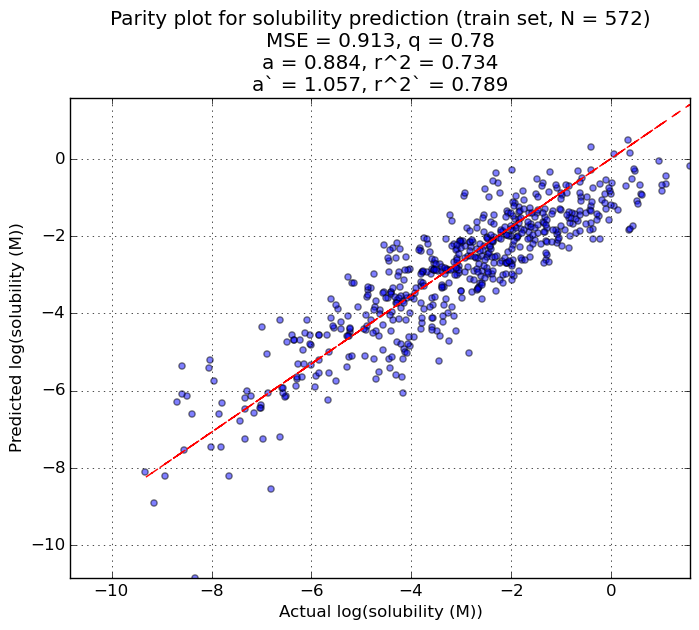 Parity plot for solubility prediction (train set, N = 572)
MSE = 0.913, q = 0.78
a = 0.884, r^2 = 0.734
a` = 1.057, r^2` = 0.789
Predicted log(solubility (M))
0
−2
−4
−6
−8
−10
−10 −8 −6 −4 −2 0
Actual log(solubility (M))